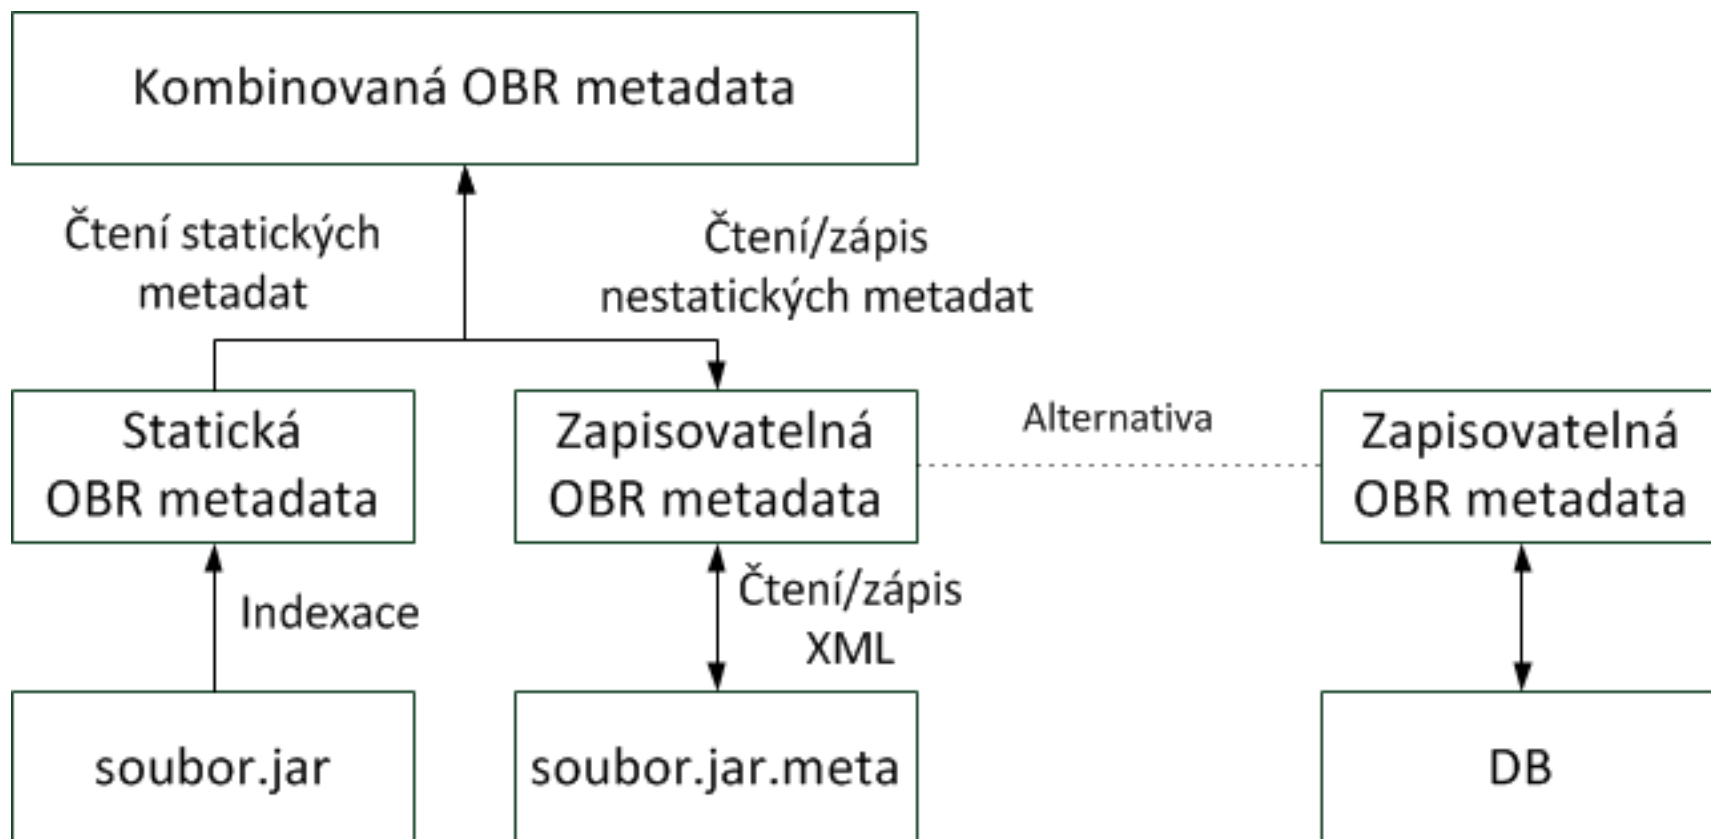 Kombinovaná OBR metadata
Čtení statických
metadat
Čtení/zápis
nestatických metadat
Statická
OBR metadata
Zapisovatelná
OBR metadata
Alternativa
Zapisovatelná
OBR metadata
Indexace
Čtení/zápis
XML
soubor.jar
soubor.jar.meta
DB